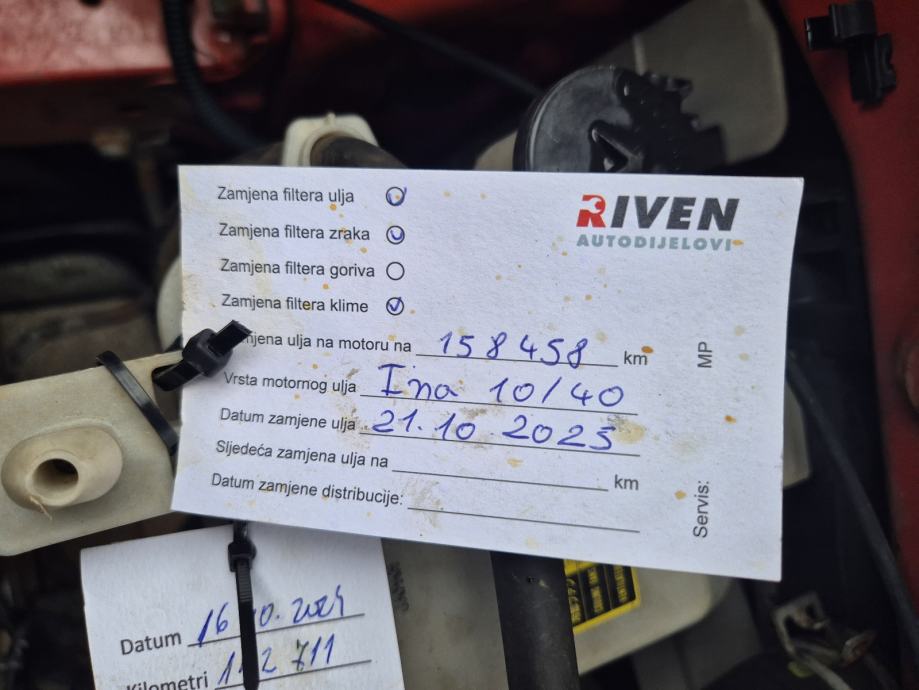 Zamjena filtera ulja
RIVEN
AUTODIJELOVI
Zamjena filtera zraka
Zamjena filtera goriva
Zamjena filtera klime
ulja na motoru na 158458 km
MP
Vrsta motornog ulja Ina 10/40
Datum zamjene ulja 21.10 2025
Sljedeća zamjena ulja na km
Datum zamjene distribucije:
Servis:
Datum 2024
Kilometri